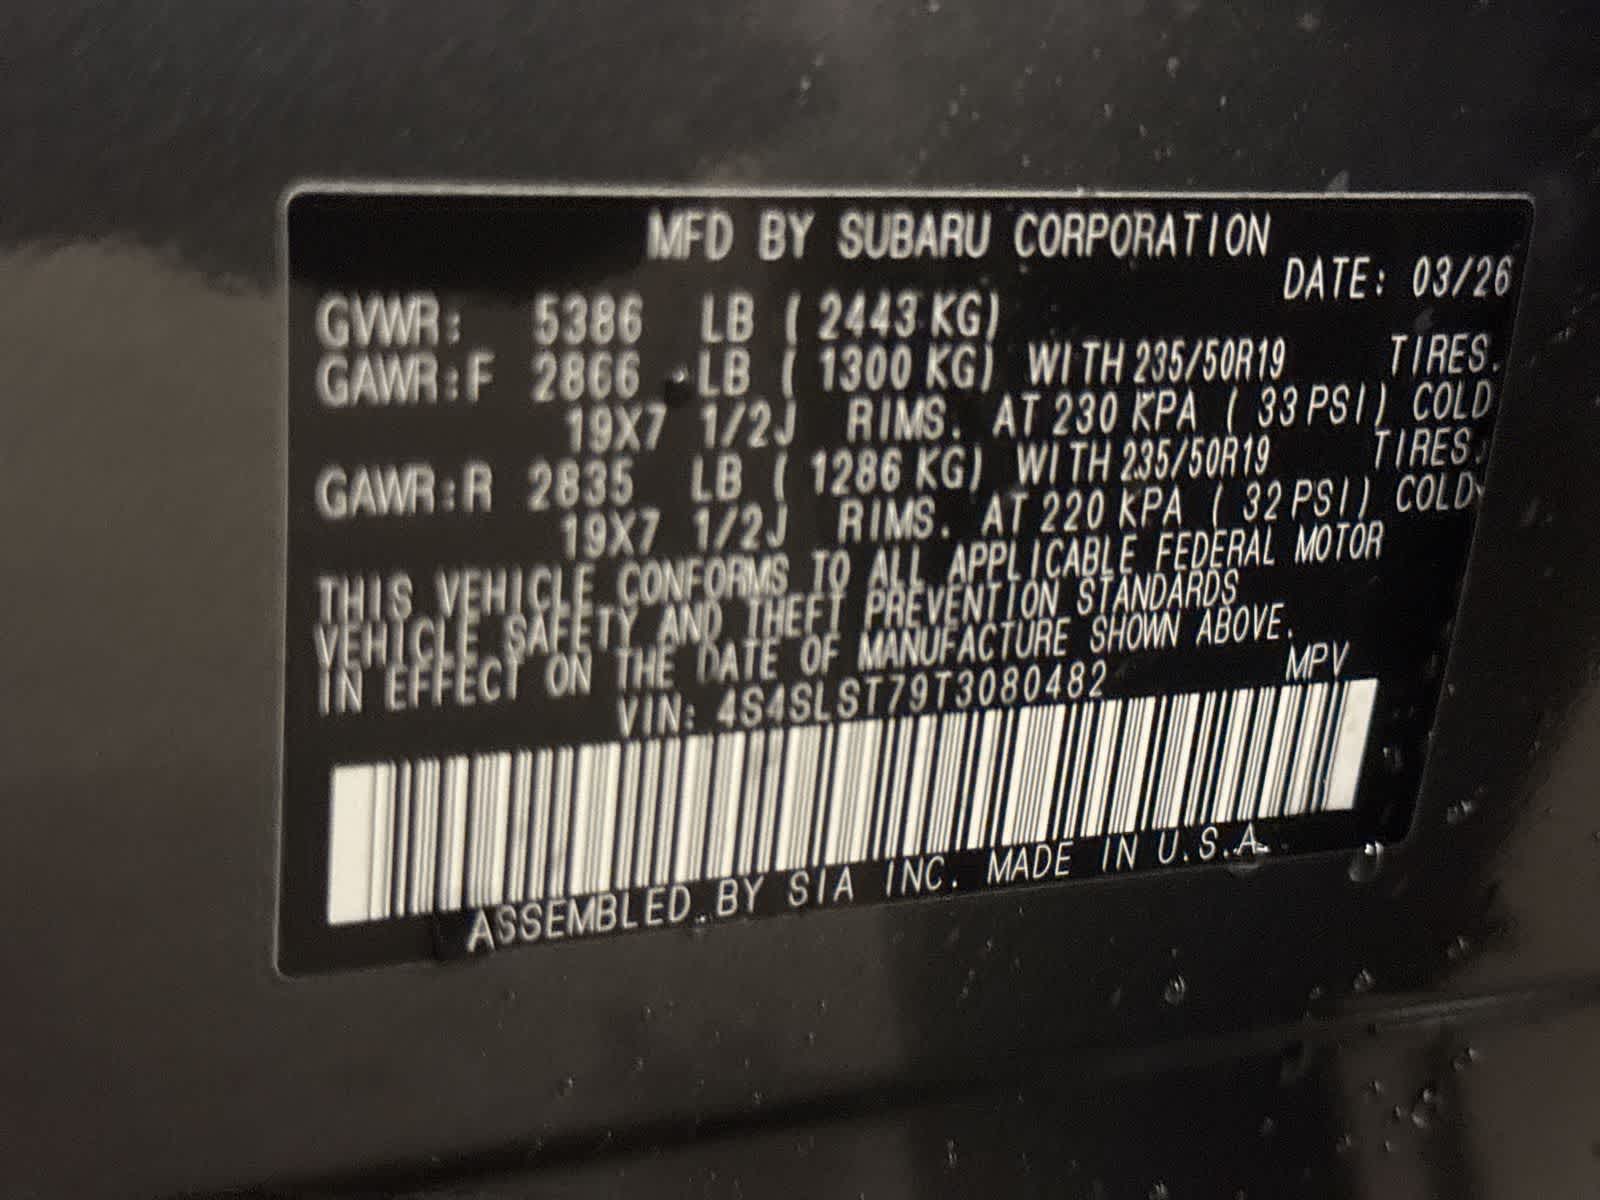 MFD BY SUBARU CORPORATION
DATE: 03/26
GVWR: 5386 LB ( 2443 KG)
GAWR:F 2866 LB ( 1300 KG) WITH 235/50R19 TIRES.
19X7 1/2J RIMS. AT 230 KPA ( 33 PSI) COLD
GAWR:R 2835 LB ( 1286 KG) WITH 235/50R19 TIRES.
19X7 1/2J RIMS. AT 220 KPA ( 32 PSI) COLD
THIS VEHICLE CONFORMS TO ALL APPLICABLE FEDERAL MOTOR
VEHICLE SAFETY AND THEFT PREVENTION STANDARDS
IN EFFECT ON THE DATE OF MANUFACTURE SHOWN ABOVE.
VIN: 4S4SLST79T3080482 MPV
ASSEMBLED BY SIA INC. MADE IN U.S.A.